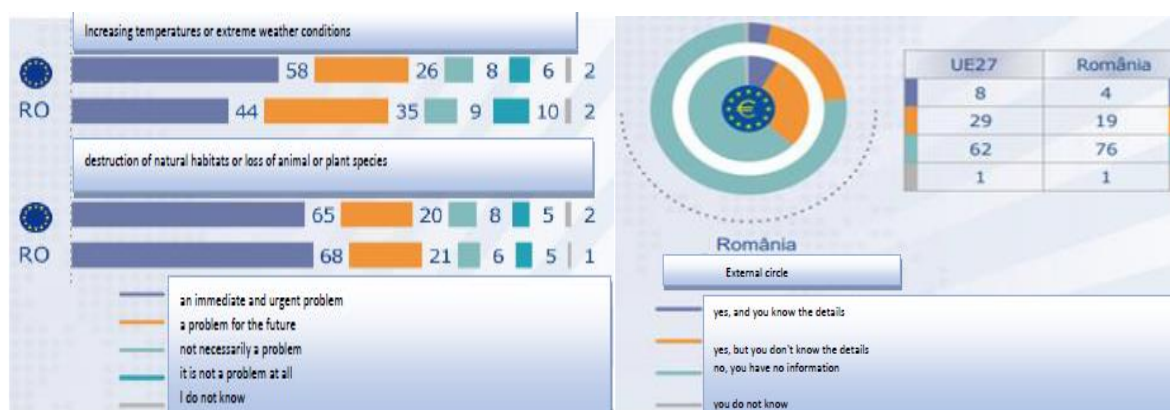 Increasing temperatures or extreme weather conditions
58 26 8 6 2
RO 44 35 9 10 2
destruction of natural habitats or loss of animal or plant species
65 20 8 5 2
RO 68 21 6 5 1
an immediate and urgent problem
a problem for the future
not necessarily a problem
it is not a problem at all
I do not know
€
UE27 România
8 4
29 19
62 76
1 1
România
External circle
yes, and you know the details
yes, but you don't know the details
no, you have no information
you do not know